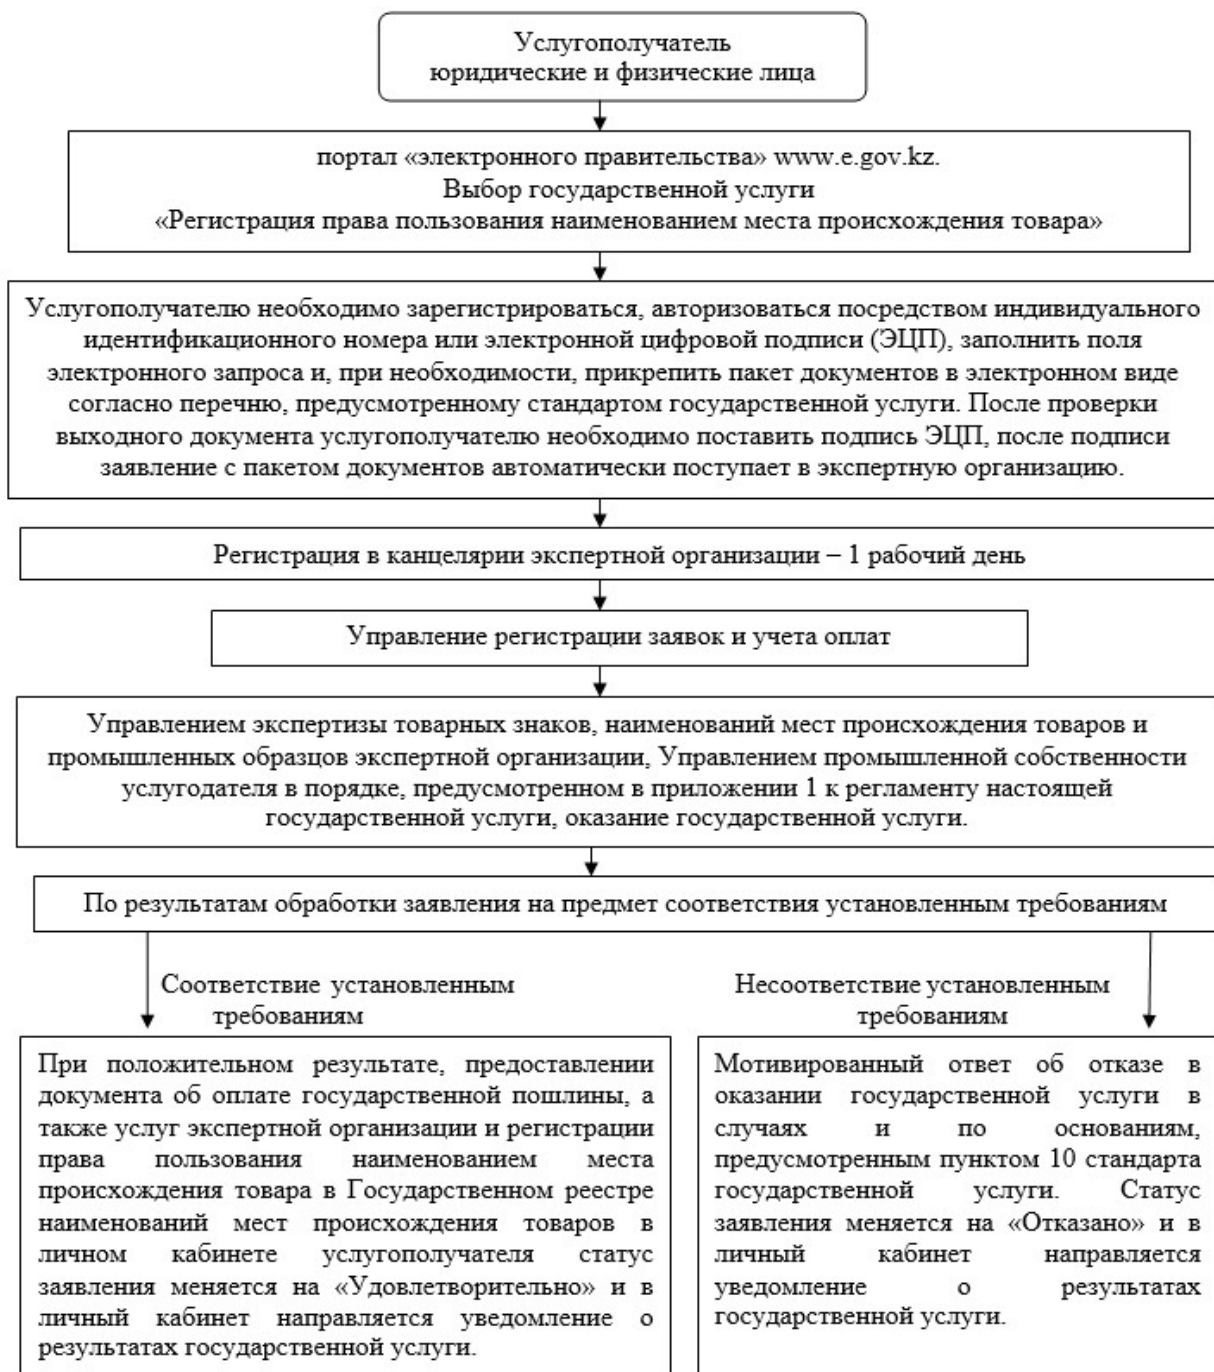 Услугополучатель
юридические и физические лица
портал «электронного правительства» www.e.gov.kz.
Выбор государственной услуги
«Регистрация права пользования наименованием места происхождения товара»
Услугополучателю необходимо зарегистрироваться, авторизоваться посредством индивидуального
идентификационного номера или электронной цифровой подписи (ЭЦП), заполнить поля
электронного запроса и, при необходимости, прикрепить пакет документов в электронном виде
согласно перечню, предусмотренному стандартом государственной услуги. После проверки
выходного документа услугополучателю необходимо поставить подпись ЭЦП, после подписи
заявление с пакетом документов автоматически поступает в экспертную организацию.
Регистрация в канцелярии экспертной организации – 1 рабочий день
Управление регистрации заявок и учета оплат
Управлением экспертизы товарных знаков, наименований мест происхождения товаров и
промышленных образцов экспертной организации, Управлением промышленной собственности
услугодателя в порядке, предусмотренном в приложении 1 к регламенту настоящей
государственной услуги, оказание государственной услуги.
По результатам обработки заявления на предмет соответствия установленным требованиям
Соответствие установленным
требованиям
Несоответствие установленным
требованиям
При положительном результате, предоставлении
документа об оплате государственной пошлины, а
также услуг экспертной организации и регистрации
права пользования наименованием места
происхождения товара в Государственном реестре
наименований мест происхождения товаров в
личном кабинете услугополучателя статус
заявления меняется на «Удовлетворительно» и в
личный кабинет направляется уведомление о
результатах государственной услуги.
Мотивированный ответ об отказе в
оказании государственной услуги в
случаях и по основаниям,
предусмотренным пунктом 10 стандарта
государственной услуги. Статус
заявления меняется на «Отказано» и в
личный кабинет направляется
уведомление о результатах
государственной услуги.